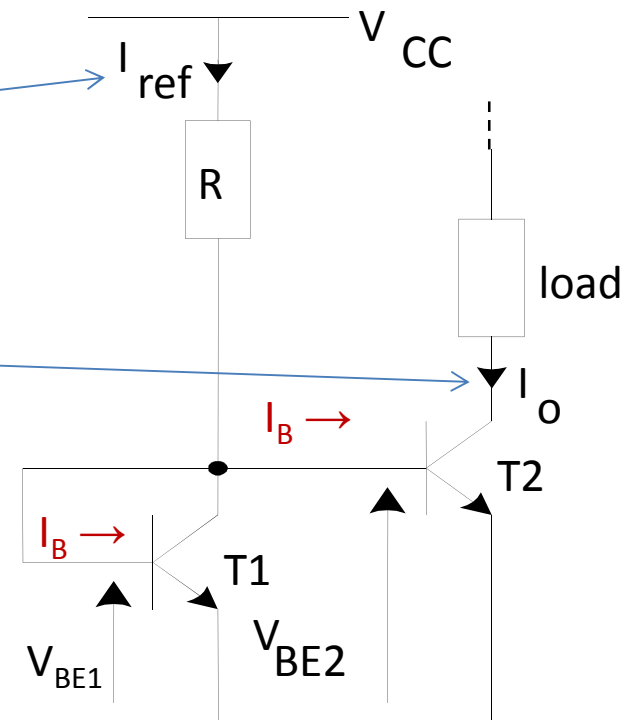 V CC
I ref
R
load
I o
I B →
T2
I B →
T1
V BE2
V BE1